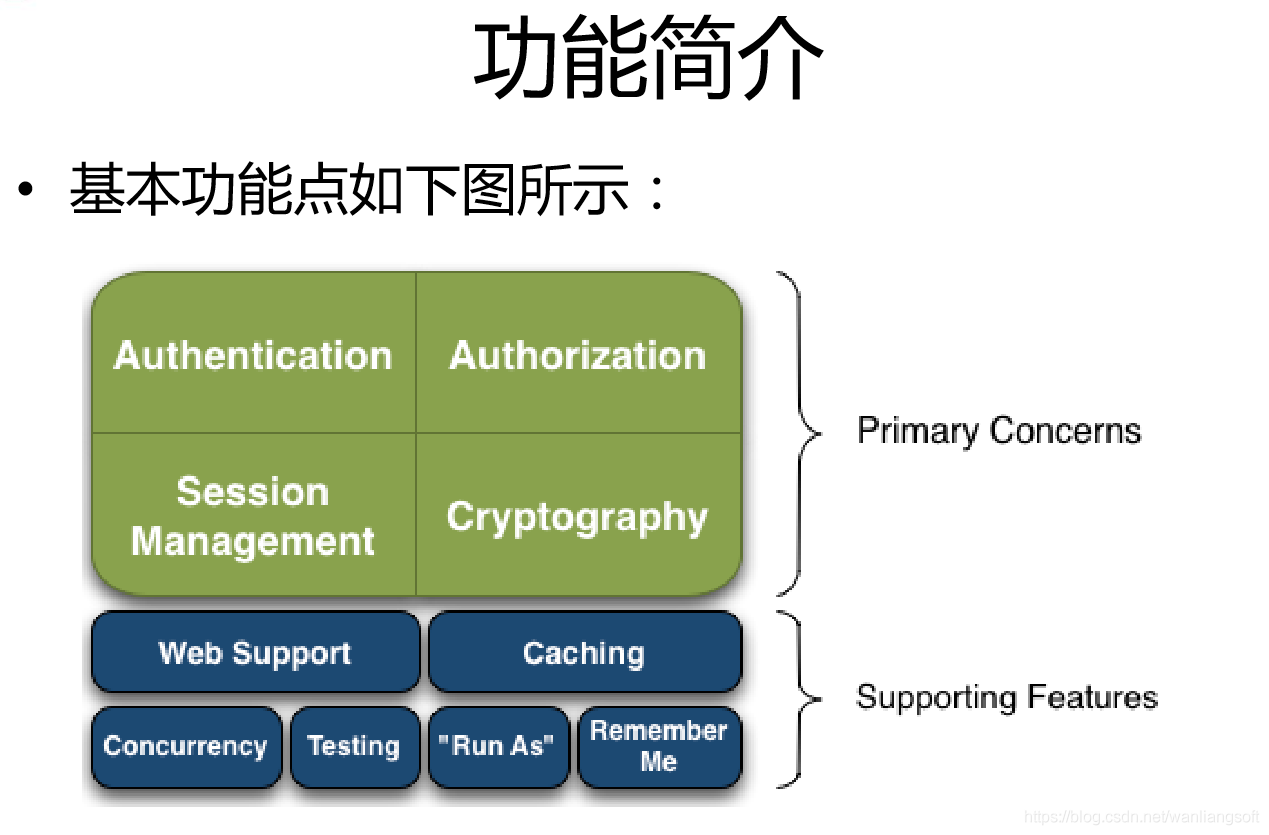 功能简介
• 基本功能点如下图所示：
Authentication
Authorization
Session
Management
Cryptography
Primary Concerns
Web Support
Caching
Concurrency
Testing
"Run As"
Remember
Me
Supporting Features
https://blog.csdn.net/wanliangsoft